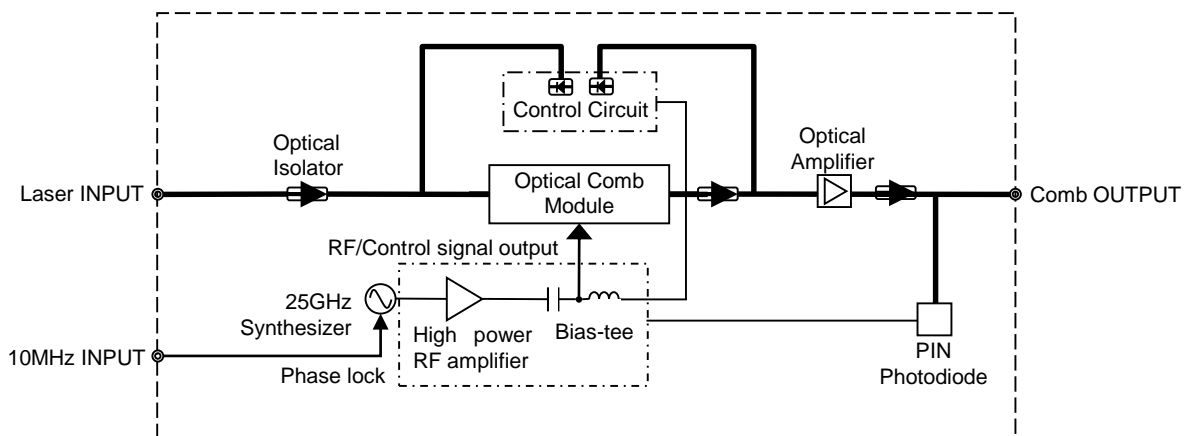 Control Circuit
Optical
Isolator
Optical
Amplifier
Laser INPUT
Optical Comb
Module
Comb OUTPUT
RF/Control signal output
25GHz
Synthesizer
High power
RF amplifier
Bias-tee
10MHz INPUT
Phase lock
PIN
Photodiode